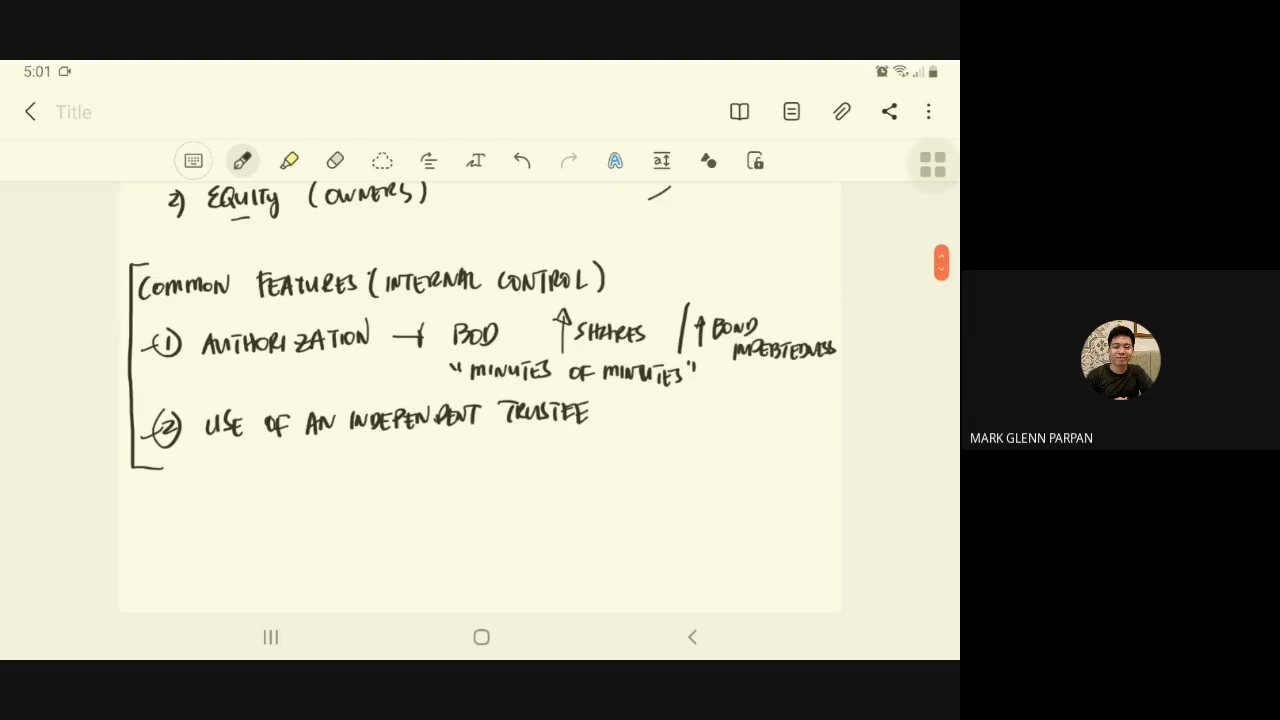 5:01
Title
2) EQUITY (OWNERS)
COMMON FEATURES (INTERNAL CONTROL)
① AUTHORIZATION → BOD ↑ SHARES / ↑ BOND INDEBTEDNESS
"MINUTES OF MINUTES"
② USE OF AN INDEPENDENT TRUSTEE
MARK GLENN PARPAN